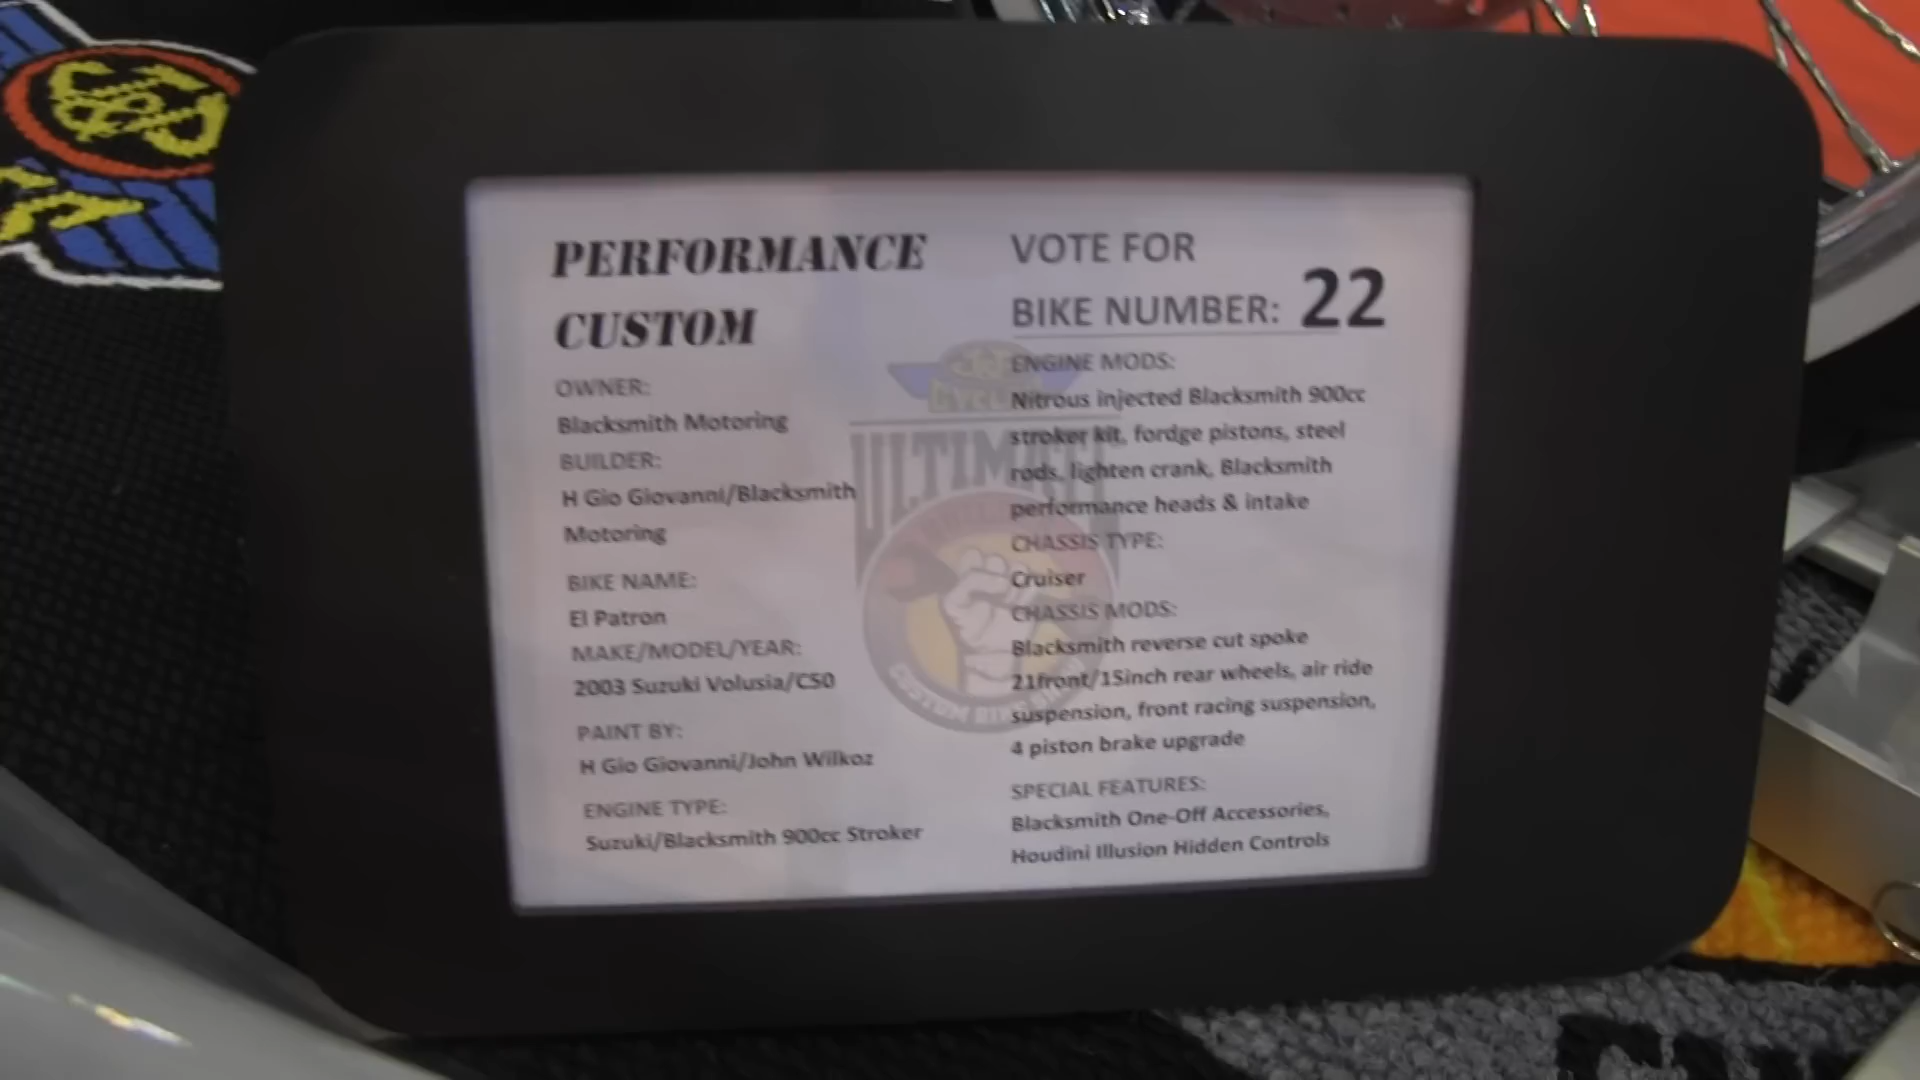 PERFORMANCE
CUSTOM
OWNER:
Blacksmith Motoring
BUILDER:
H Gio Giovanni/Blacksmith
Motoring
BIKE NAME:
El Patron
MAKE/MODEL/YEAR:
2003 Suzuki Volusia/C50
PAINT BY:
H Gio Giovanni/John Wilkoz
ENGINE TYPE:
Suzuki/Blacksmith 900cc Stroker
VOTE FOR
BIKE NUMBER: 22
ENGINE MODS:
Nitrous injected Blacksmith 900cc
stroker kit, fordge pistons, steel
rods, lighten crank, Blacksmith
performance heads & intake
CHASSIS TYPE:
Cruiser
CHASSIS MODS:
Blacksmith reverse cut spoke
21front/15inch rear wheels, air ride
suspension, front racing suspension,
4 piston brake upgrade
SPECIAL FEATURES:
Blacksmith One-Off Accessories,
Houdini Illusion Hidden Controls
ULTIMATE